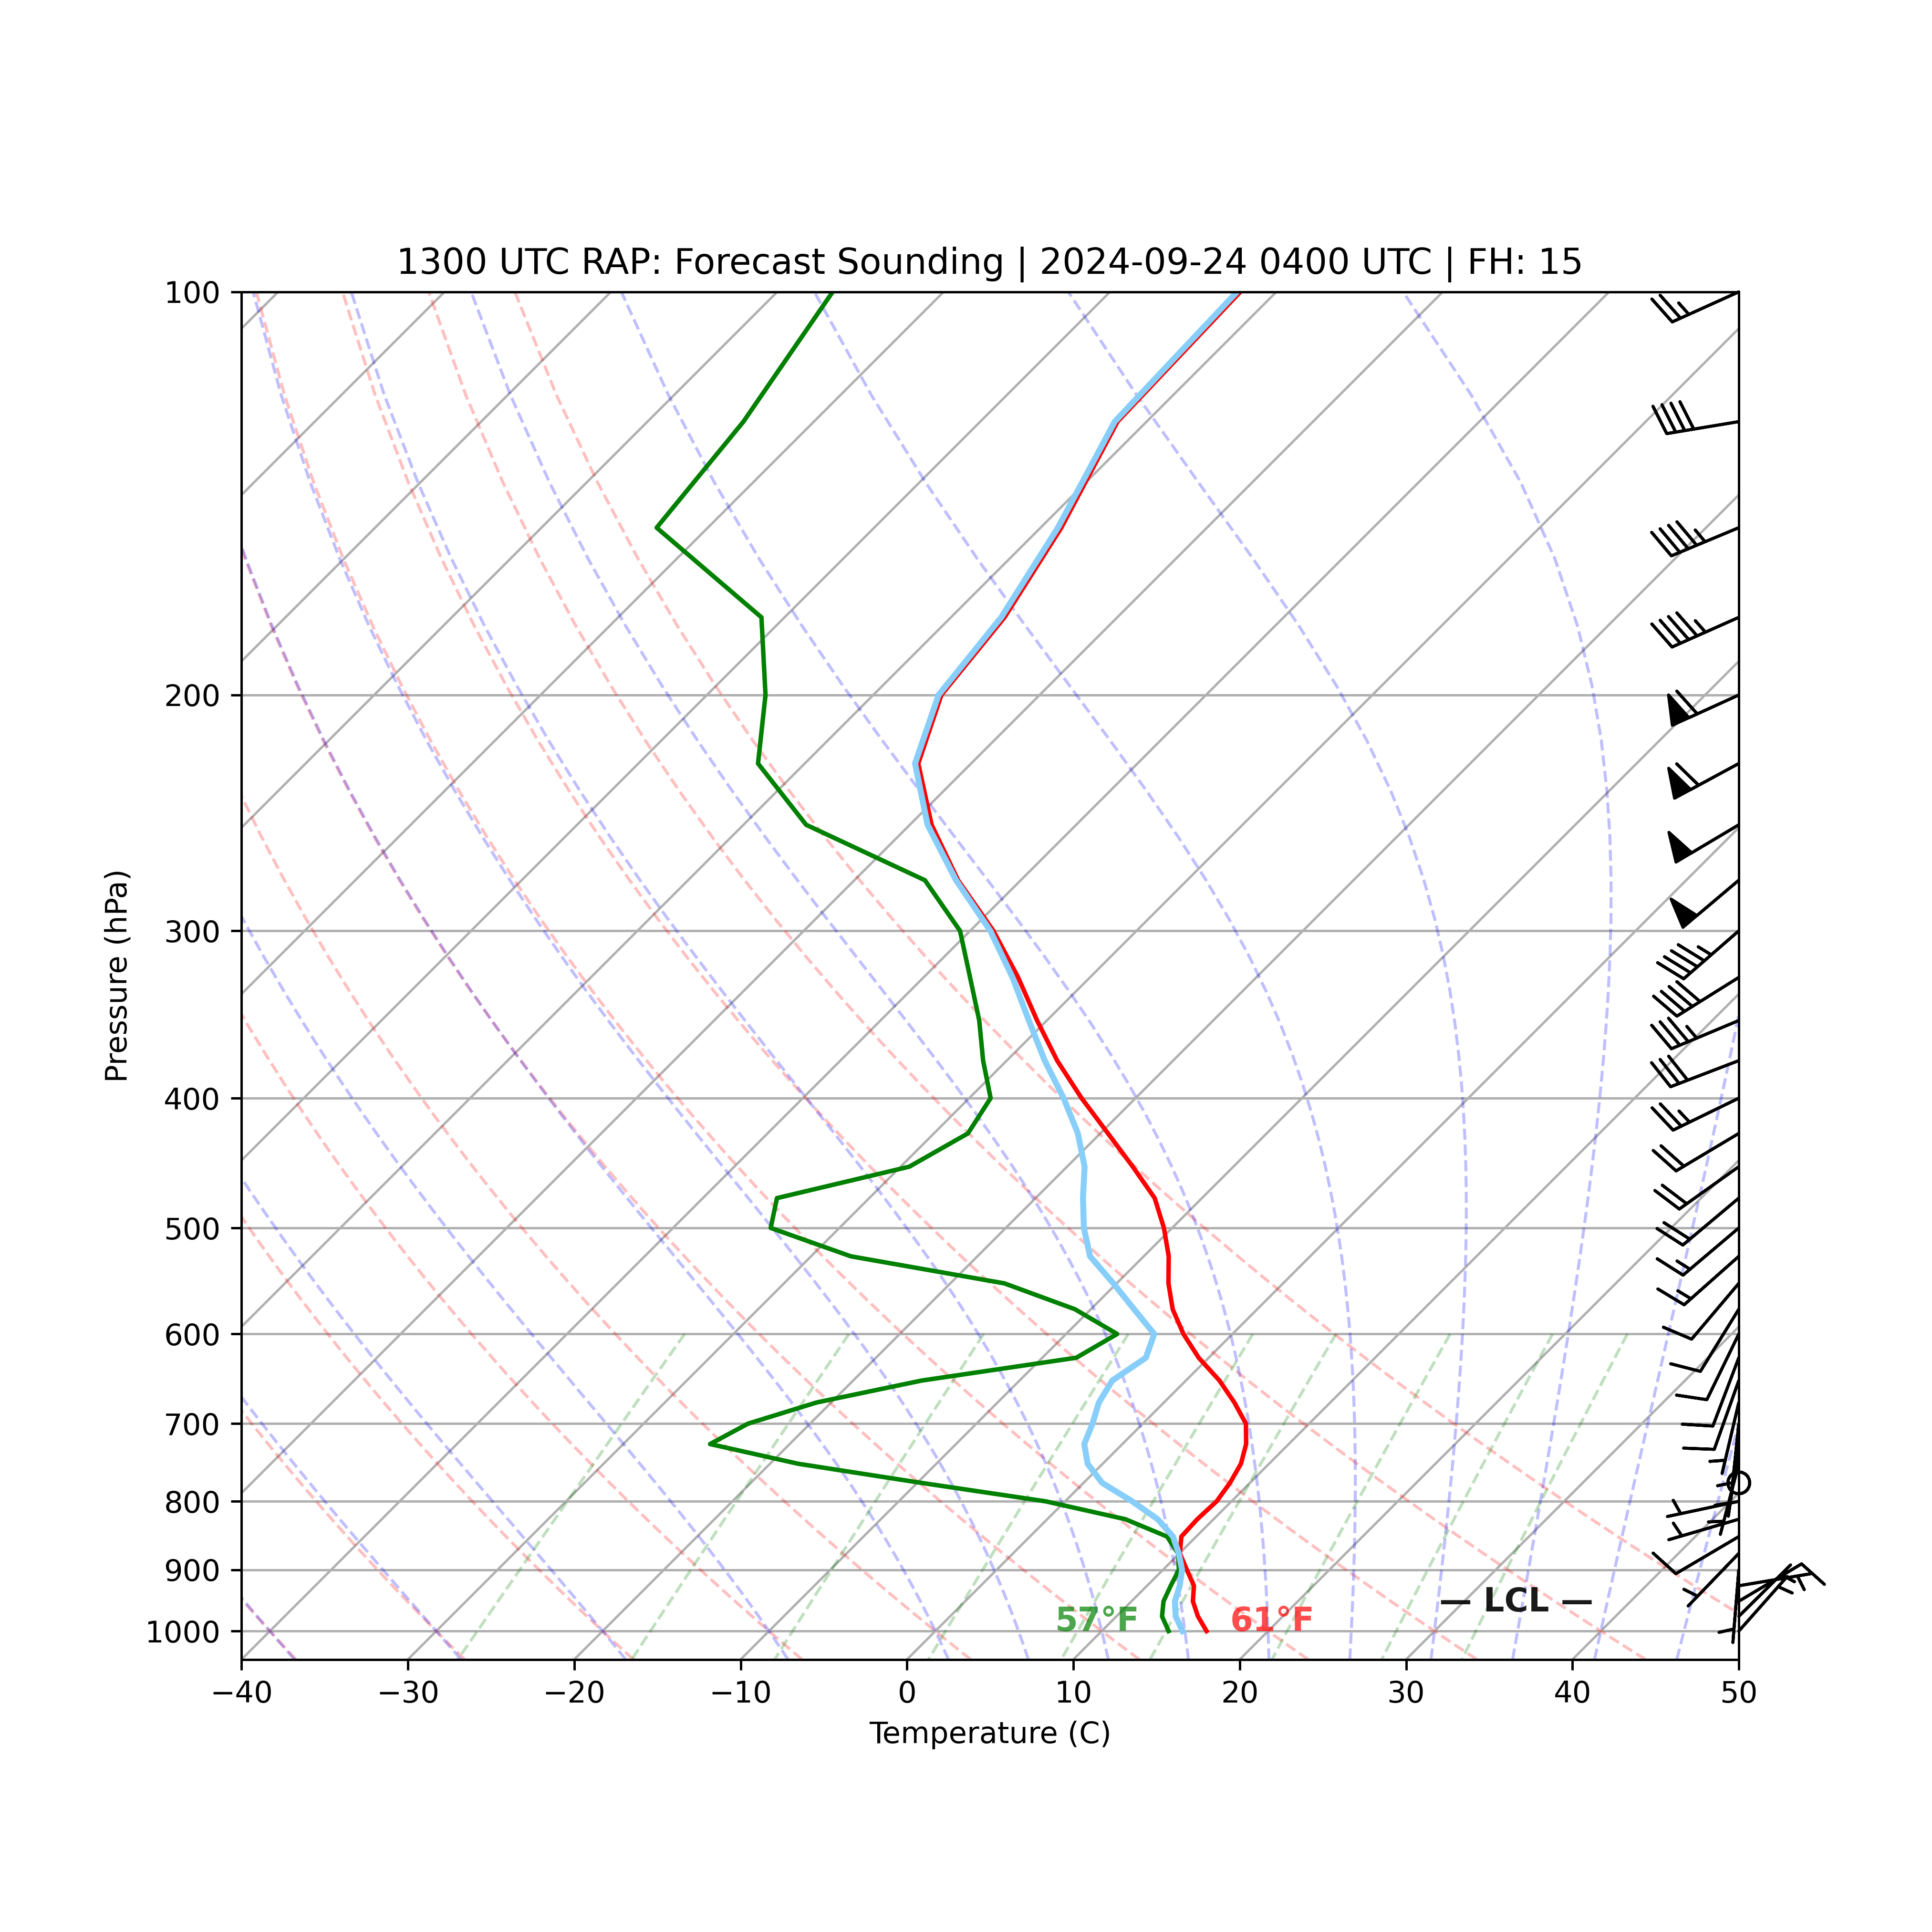 1300 UTC RAP: Forecast Sounding | 2024-09-24 0400 UTC | FH: 15
100
200
300
400
500
600
700
800
900
1000
Pressure (hPa)
57°F
61°F
— LCL —
−40 −30 −20 −10 0 10 20 30 40 50
Temperature (C)